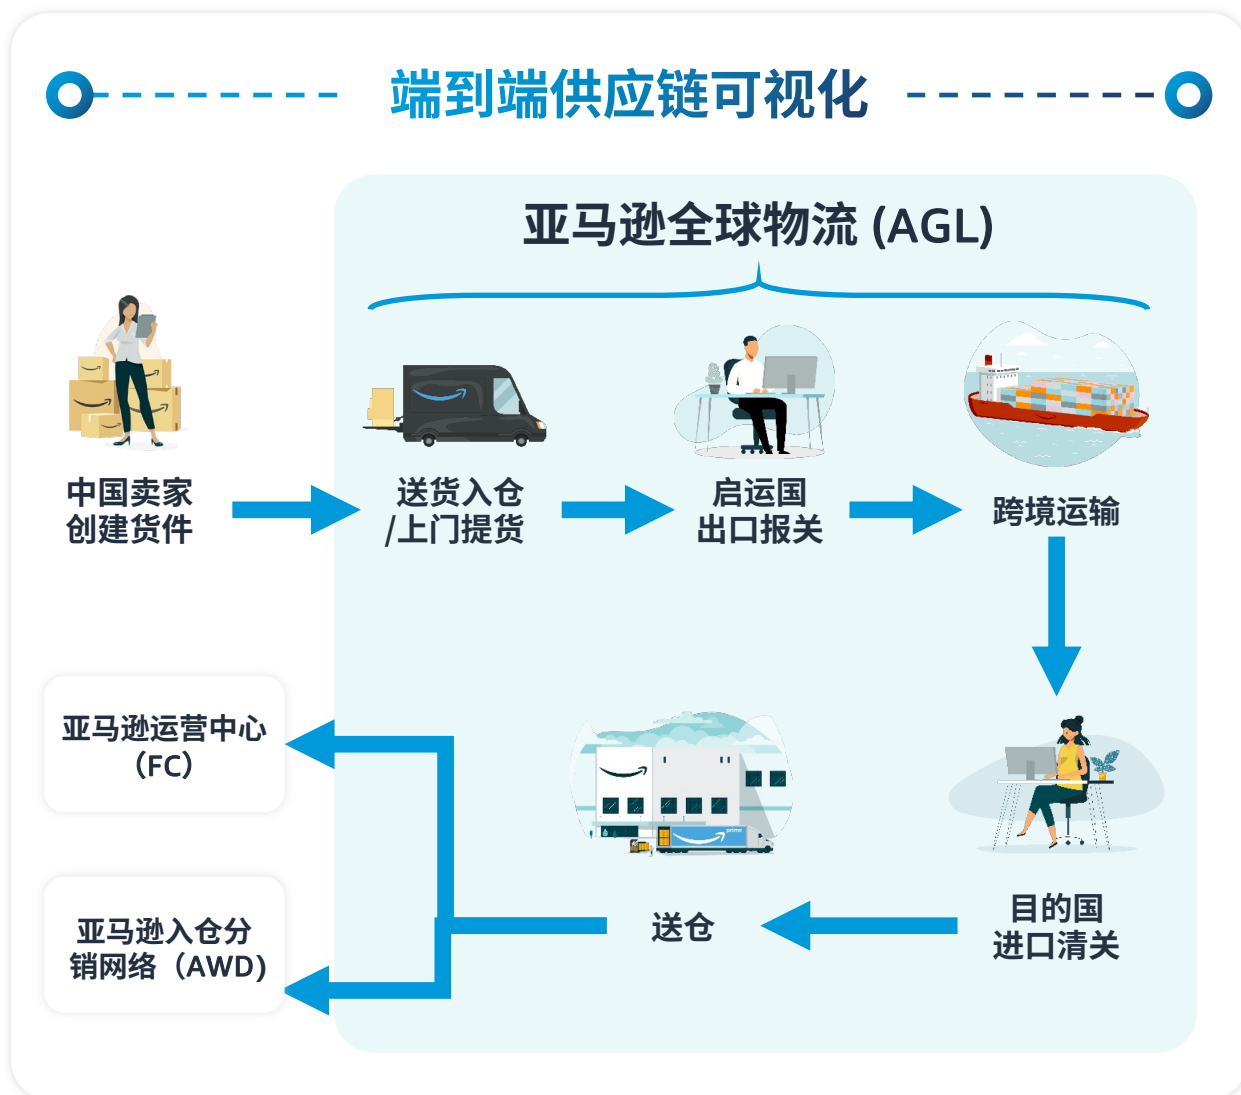 端到端供应链可视化
亚马逊全球物流 (AGL)
中国卖家
创建货件
送货入仓
/上门提货
启运国
出口报关
跨境运输
目的国
进口清关
送仓
prime
亚马逊运营中心
（FC）
亚马逊入仓分
销网络（AWD)